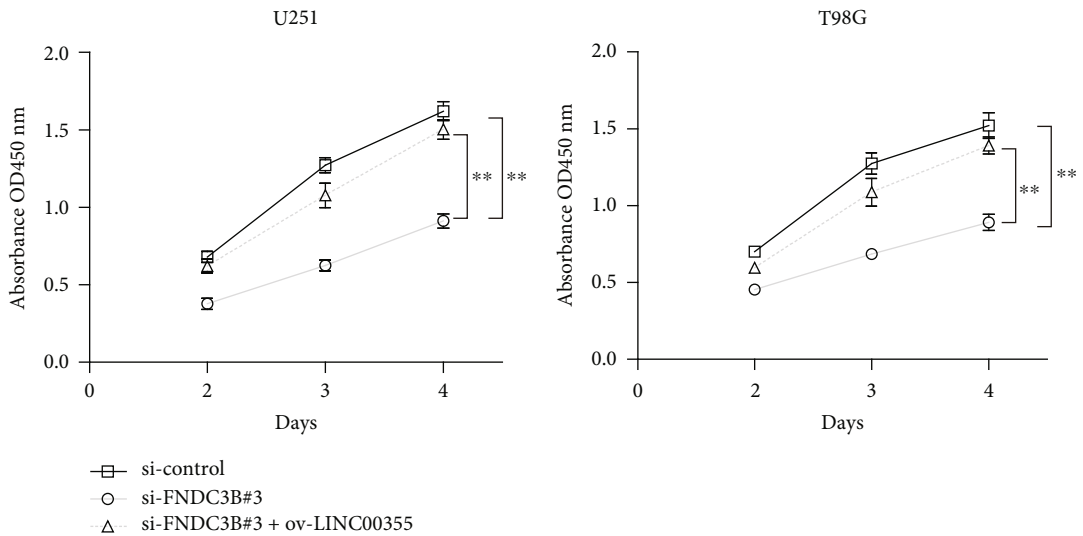 U251
2.0
1.5
1.0
0.5
0.0
Absorbance OD450 nm
0
2
3
4
Days
**
**
T98G
2.0
1.5
1.0
0.5
0.0
Absorbance OD450 nm
0
2
3
4
Days
**
**
si-control
si-FNDC3B#3
si-FNDC3B#3 + ov-LINC00355